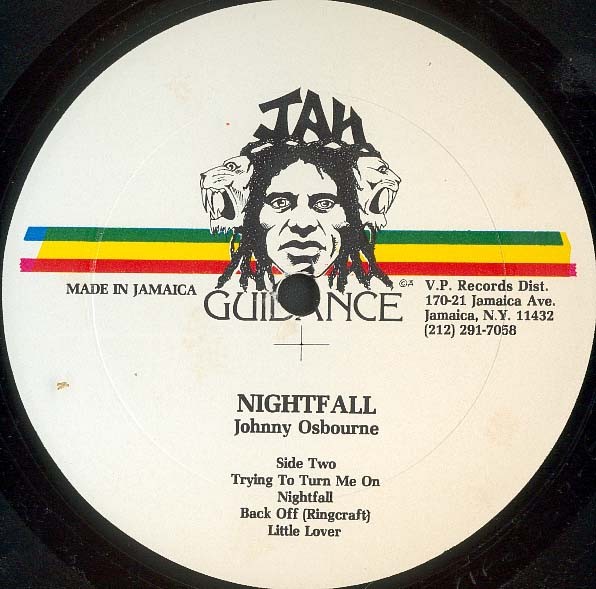 JAH
MADE IN JAMAICA
GUIDANCE
V.P. Records Dist.
170-21 Jamaica Ave.
Jamaica, N.Y. 11432
(212) 291-7058
NIGHTFALL
Johnny Osbourne
Side Two
Trying To Turn Me On
Nightfall
Back Off (Ringcraft)
Little Lover